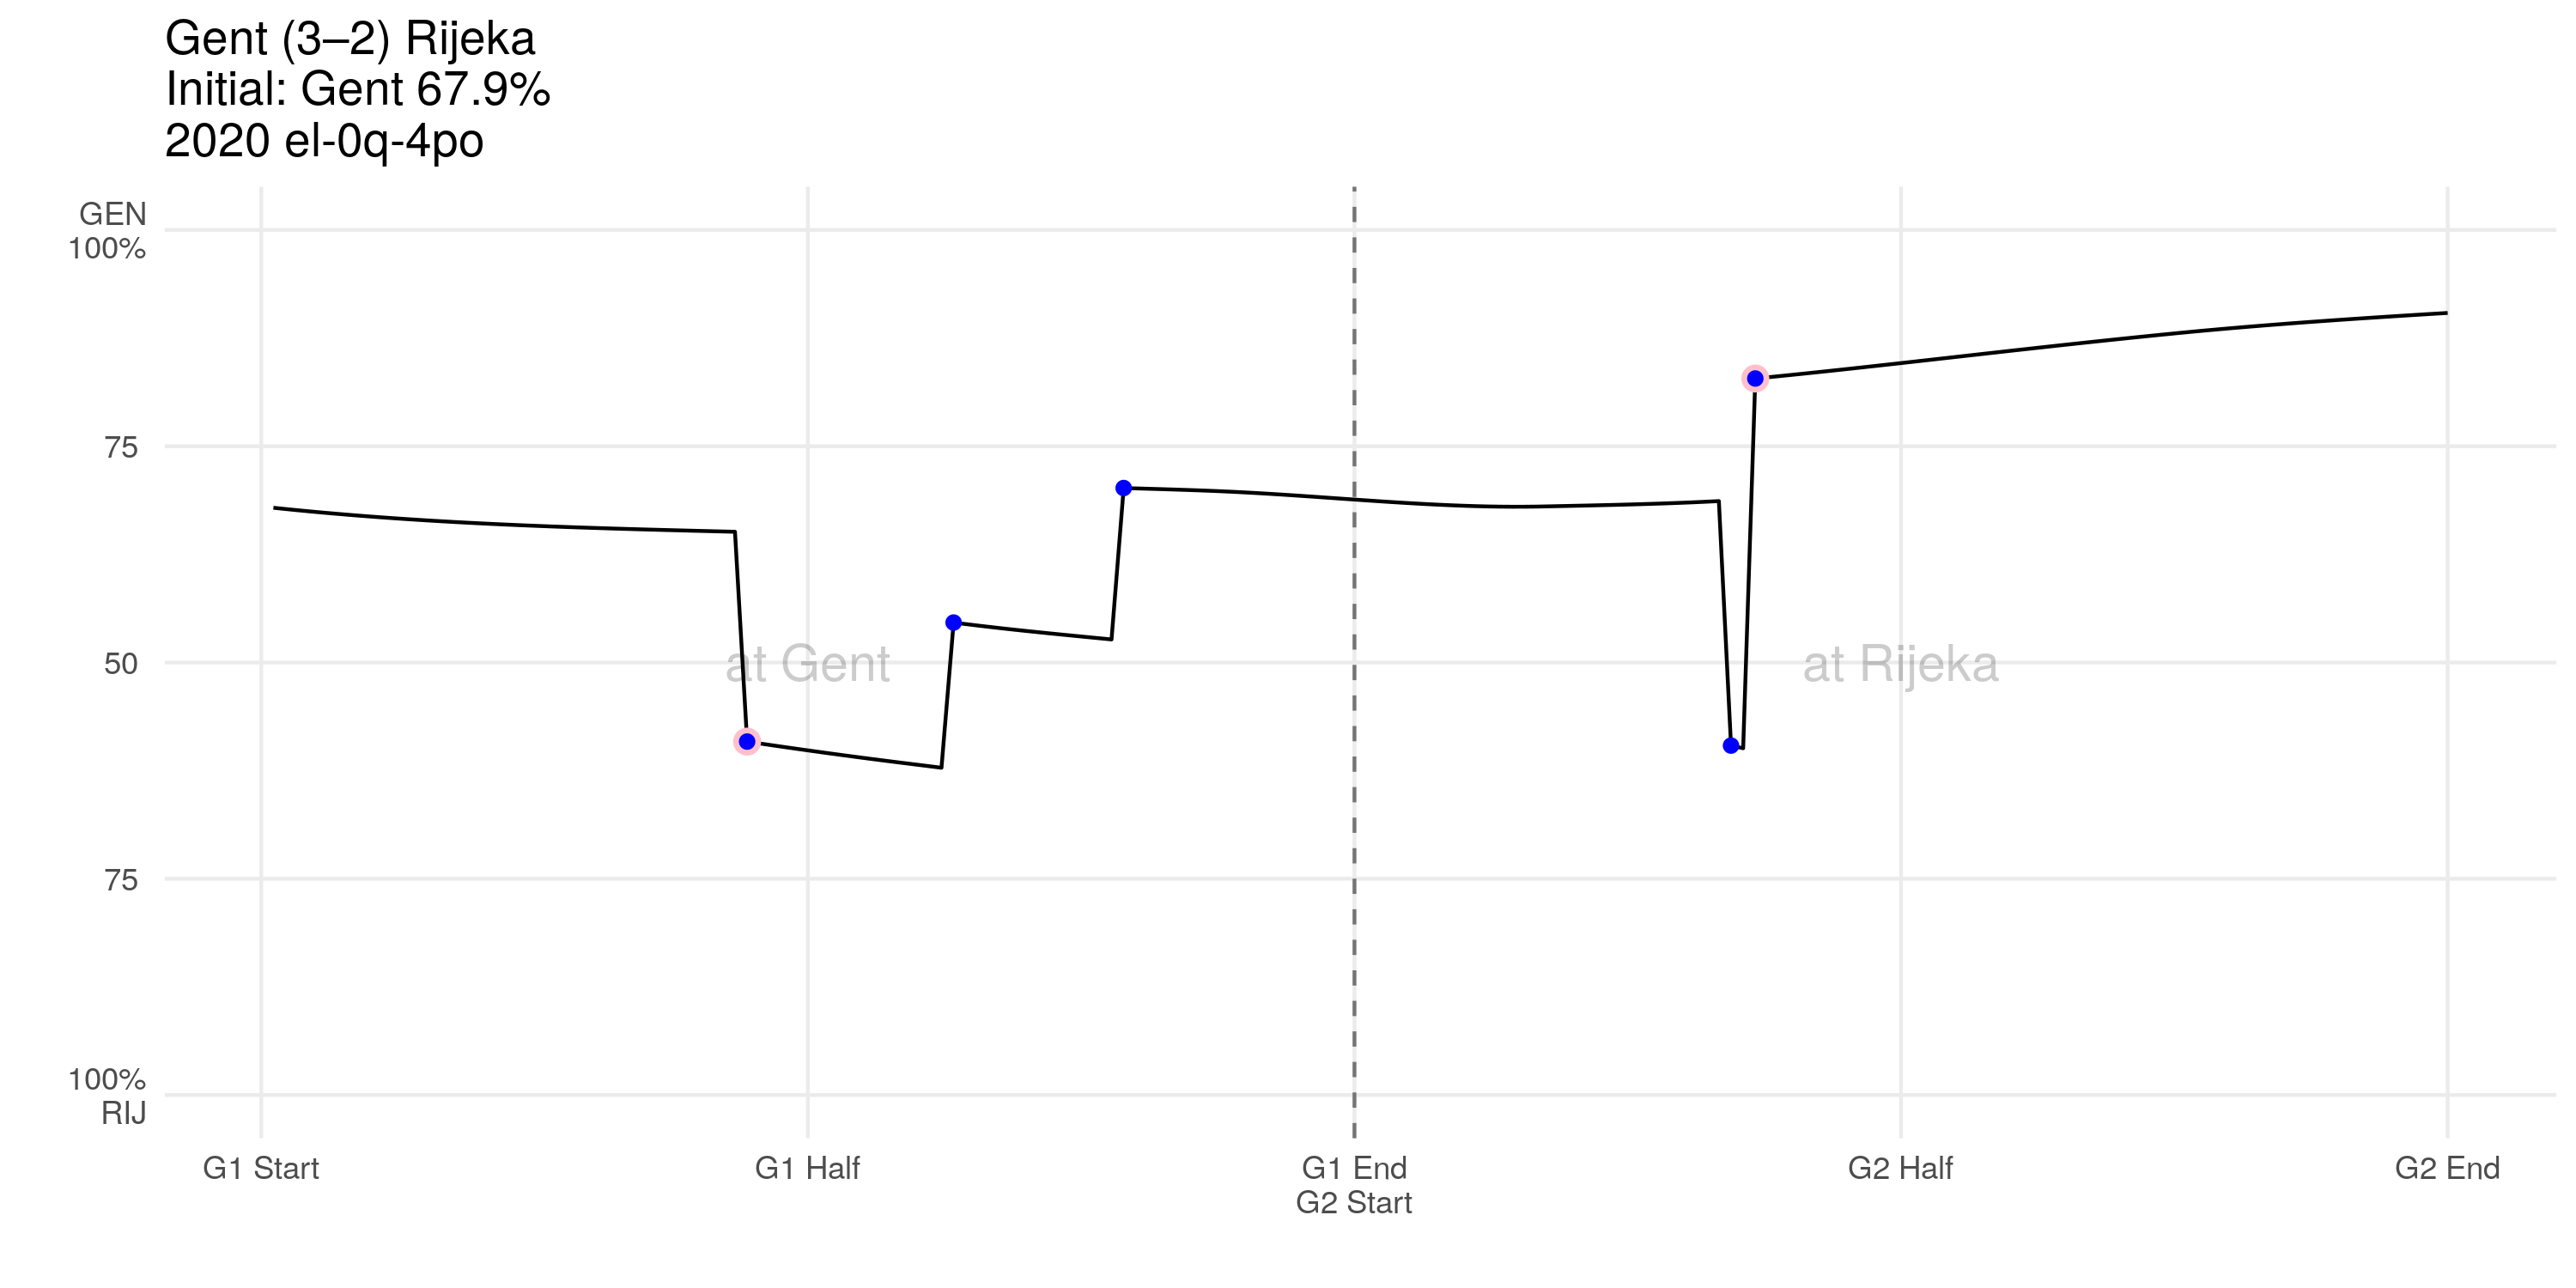 Gent (3–2) Rijeka
Initial: Gent 67.9%
2020 el-0q-4po
GEN
100%
75
50
75
100%
RIJ
at Gent
at Rijeka
G1 Start
G1 Half
G1 End
G2 Start
G2 Half
G2 End